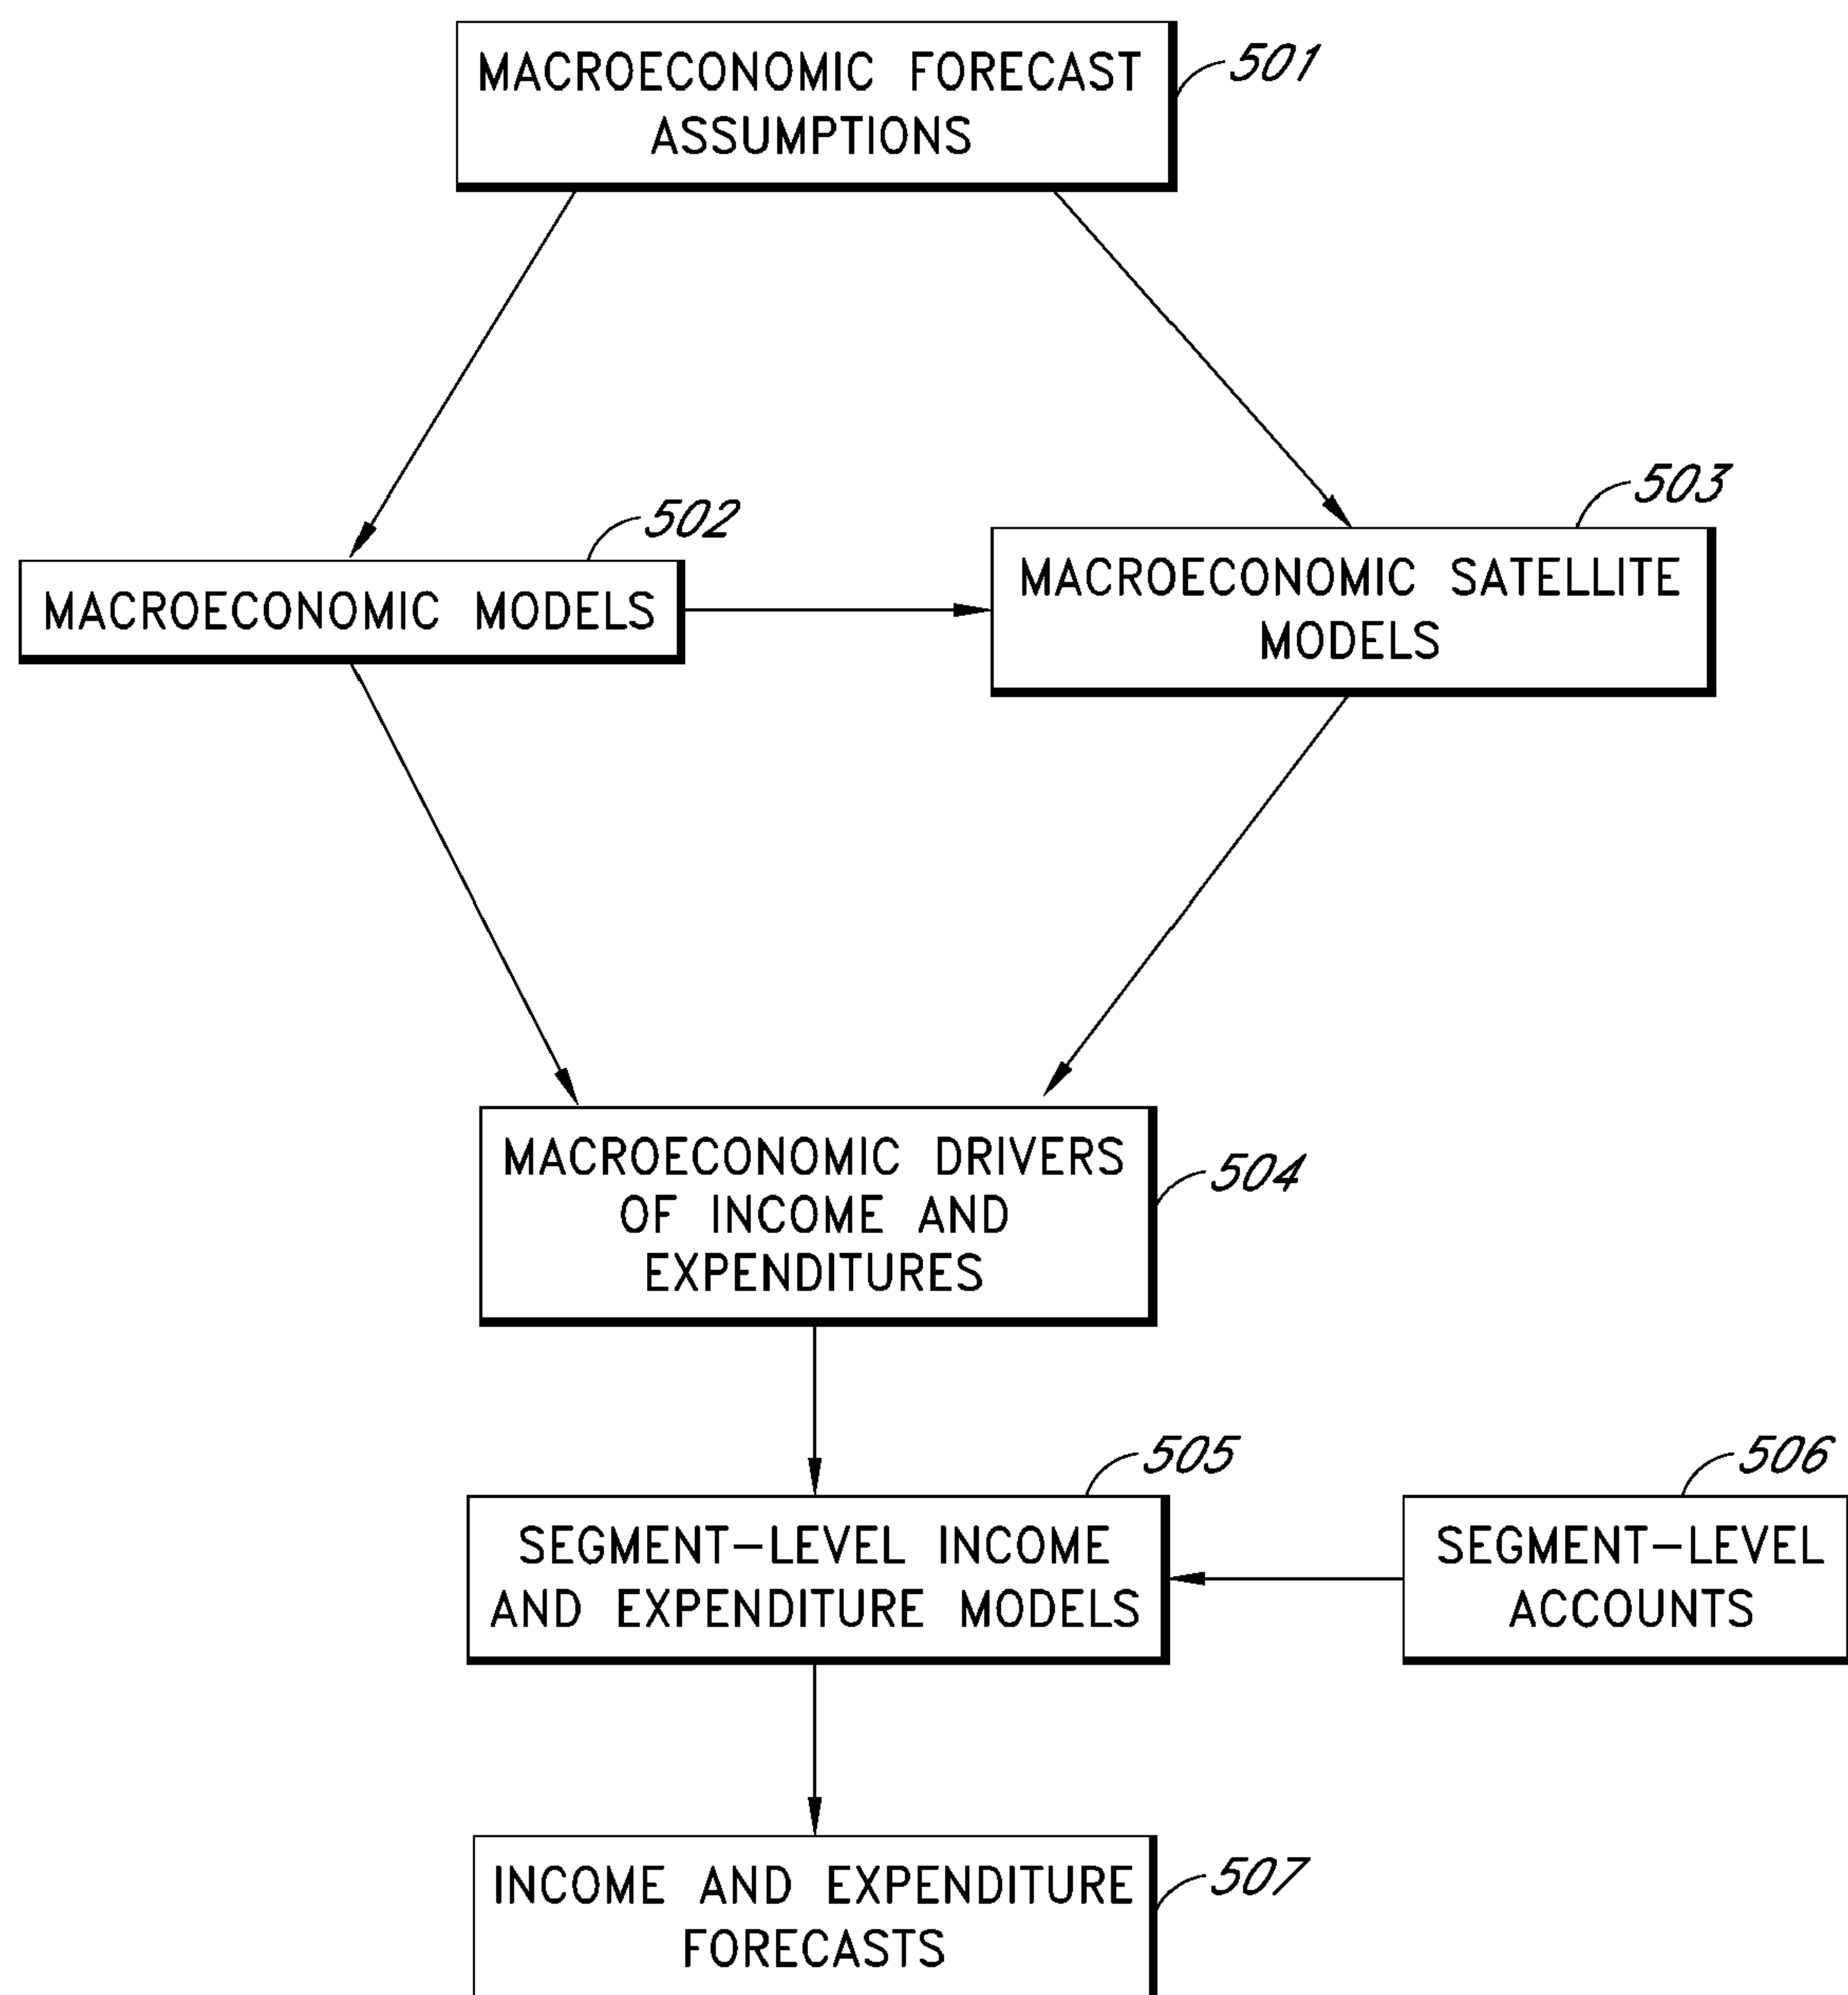 MACROECONOMIC FORECAST
ASSUMPTIONS
501
502
MACROECONOMIC MODELS
503
MACROECONOMIC SATELLITE
MODELS
MACROECONOMIC DRIVERS
OF INCOME AND
EXPENDITURES
504
505
SEGMENT-LEVEL INCOME
AND EXPENDITURE MODELS
506
SEGMENT-LEVEL
ACCOUNTS
INCOME AND EXPENDITURE
FORECASTS
507